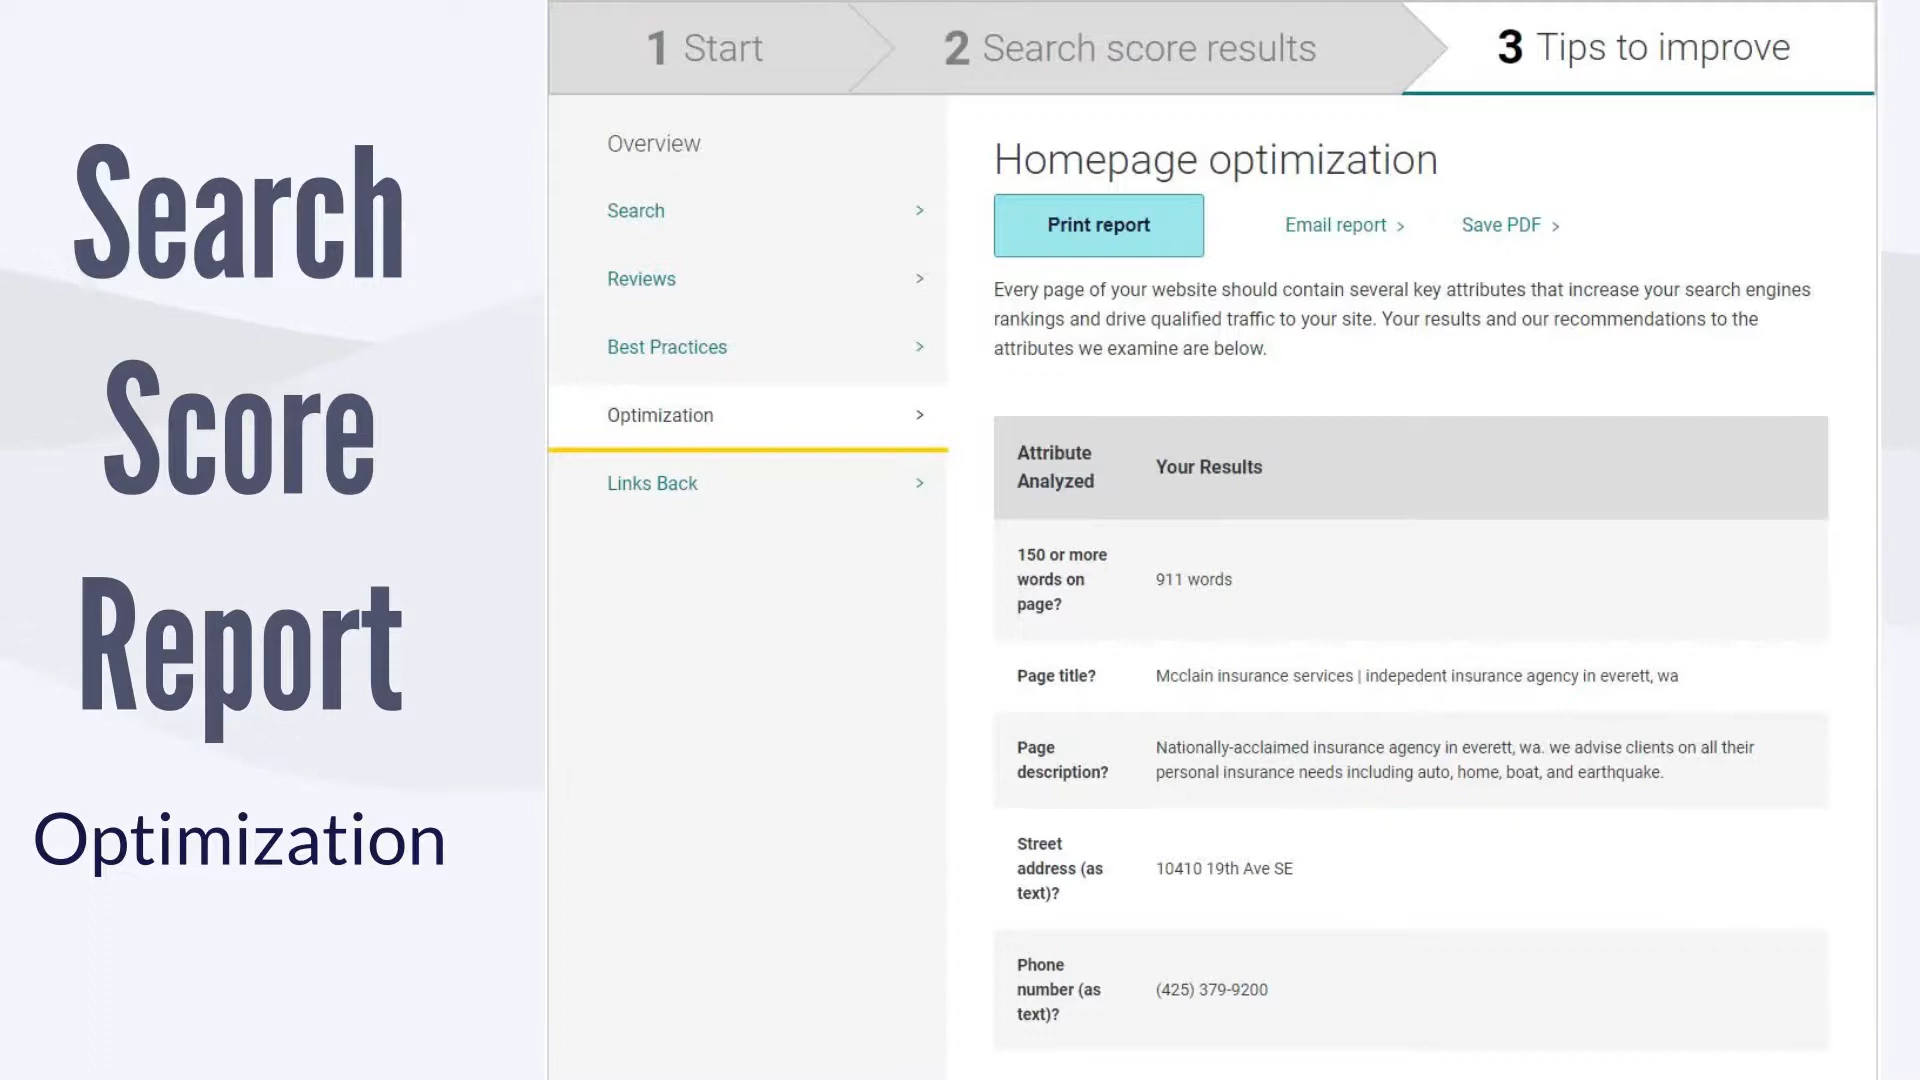 Search
Score
Report
Optimization
1 Start
2 Search score results
3 Tips to improve
Overview
Search >
Reviews >
Best Practices >
Optimization >
Links Back >
Homepage optimization
Print report
Email report >
Save PDF >
Every page of your website should contain several key attributes that increase your search engines
rankings and drive qualified traffic to your site. Your results and our recommendations to the
attributes we examine are below.
Attribute
Analyzed
Your Results
150 or more
words on
page?
911 words
Page title?
Mcclain insurance services | indepedent insurance agency in everett, wa
Page
description?
Nationally-acclaimed insurance agency in everett, wa. we advise clients on all their
personal insurance needs including auto, home, boat, and earthquake.
Street
address (as
text)?
10410 19th Ave SE
Phone
number (as
text)?
(425) 379-9200